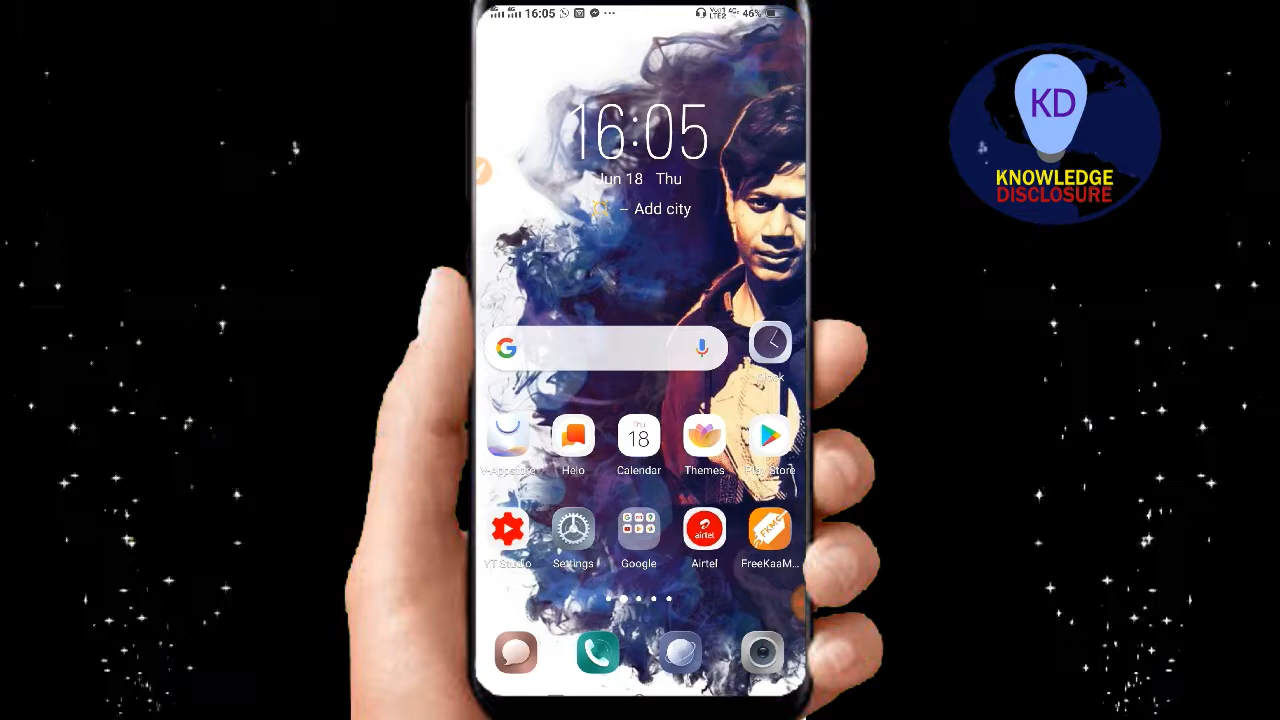 16:05
46%
KD
KNOWLEDGE
DISCLOSURE
16:05
Jun 18 Thu
– Add city
G
Clock
Thu
18
V-Appstore
Helo
Calendar
Themes
Play Store
airtel
FKMC
YT Studio
Settings
Google
Airtel
FreeKaaM...